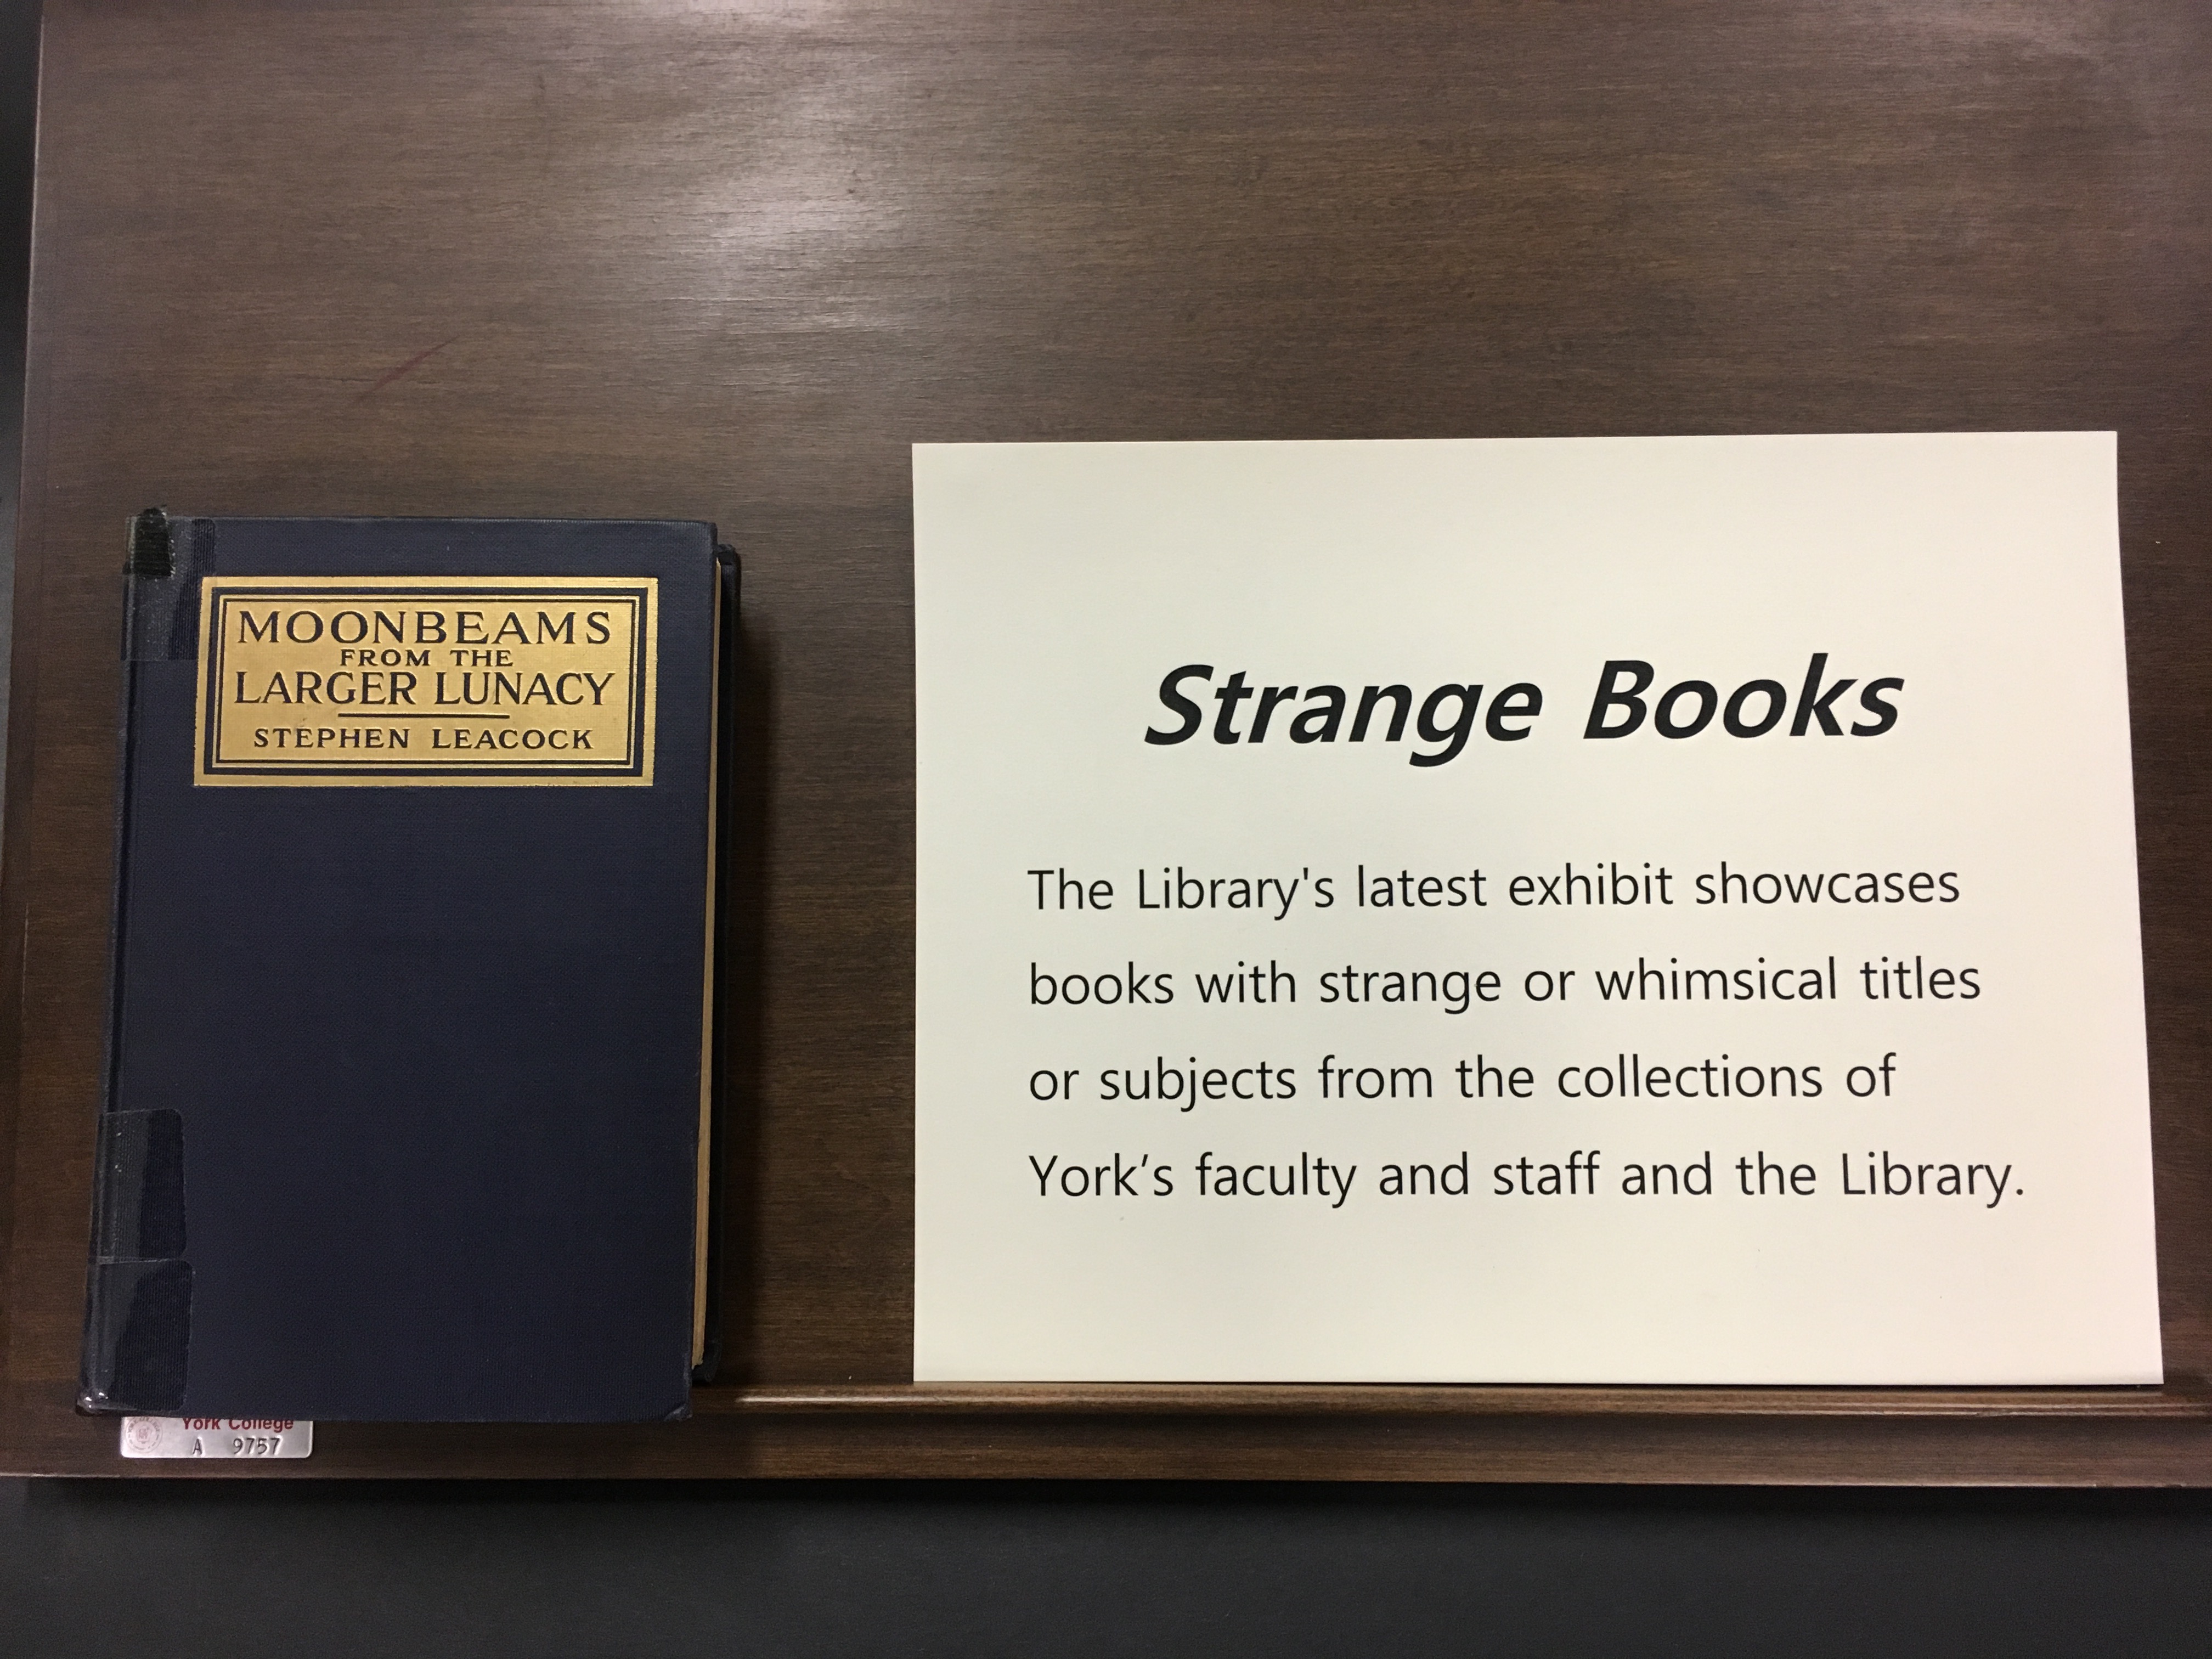 MOONBEAMS
FROM THE
LARGER LUNACY
STEPHEN LEACOCK
York College
A 9757
Strange Books
The Library's latest exhibit showcases
books with strange or whimsical titles
or subjects from the collections of
York’s faculty and staff and the Library.